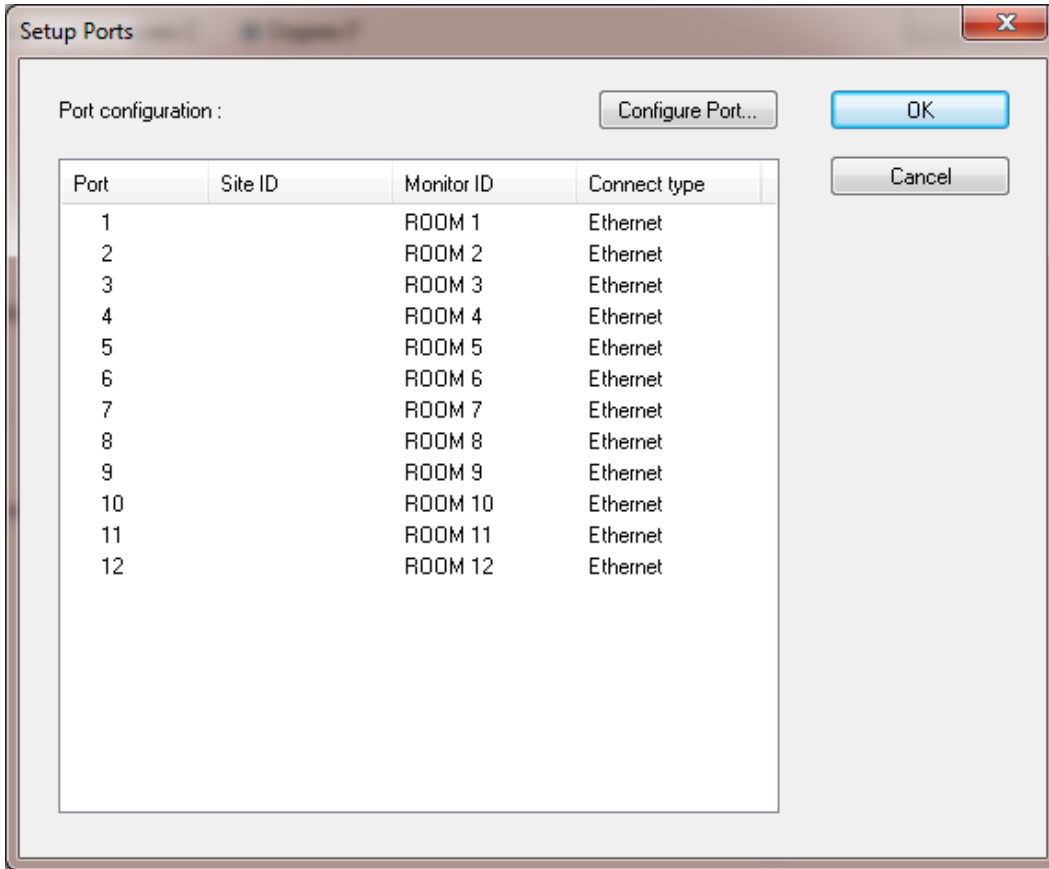 Setup Ports
Port configuration :
Configure Port...
OK
Cancel
Port Site ID Monitor ID Connect type
1 ROOM 1 Ethernet
2 ROOM 2 Ethernet
3 ROOM 3 Ethernet
4 ROOM 4 Ethernet
5 ROOM 5 Ethernet
6 ROOM 6 Ethernet
7 ROOM 7 Ethernet
8 ROOM 8 Ethernet
9 ROOM 9 Ethernet
10 ROOM 10 Ethernet
11 ROOM 11 Ethernet
12 ROOM 12 Ethernet